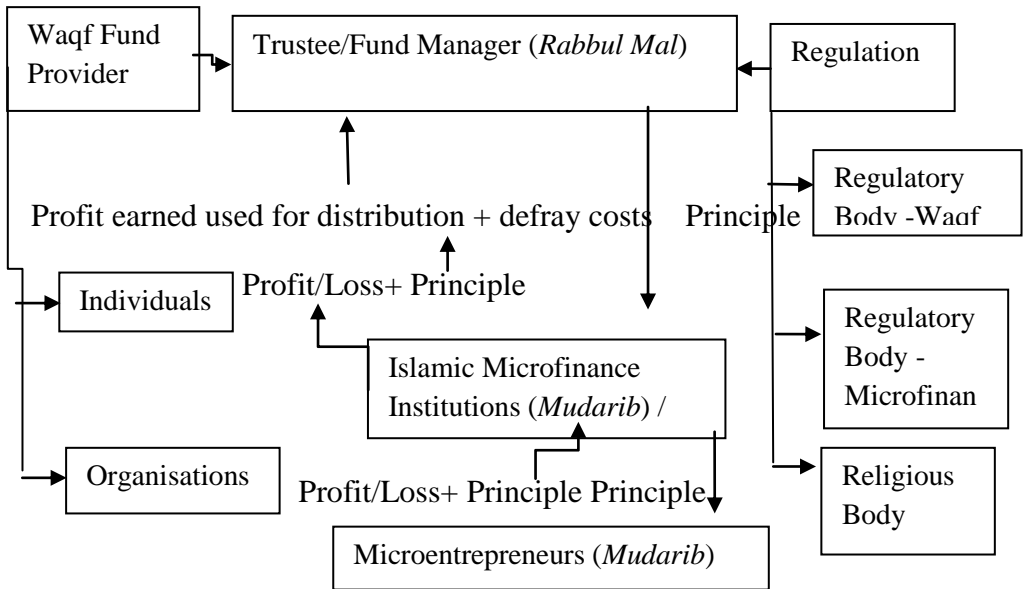 Waqf Fund
Provider
Trustee/Fund Manager (Rabbul Mal)
Regulation
Regulatory
Body -Waqf
Profit earned used for distribution + defray costs
Principle
Profit/Loss+ Principle
Individuals
Regulatory
Body -
Microfinan
Islamic Microfinance
Institutions (Mudarib) /
Organisations
Profit/Loss+ Principle Principle
Religious
Body
Microentrepreneurs (Mudarib)